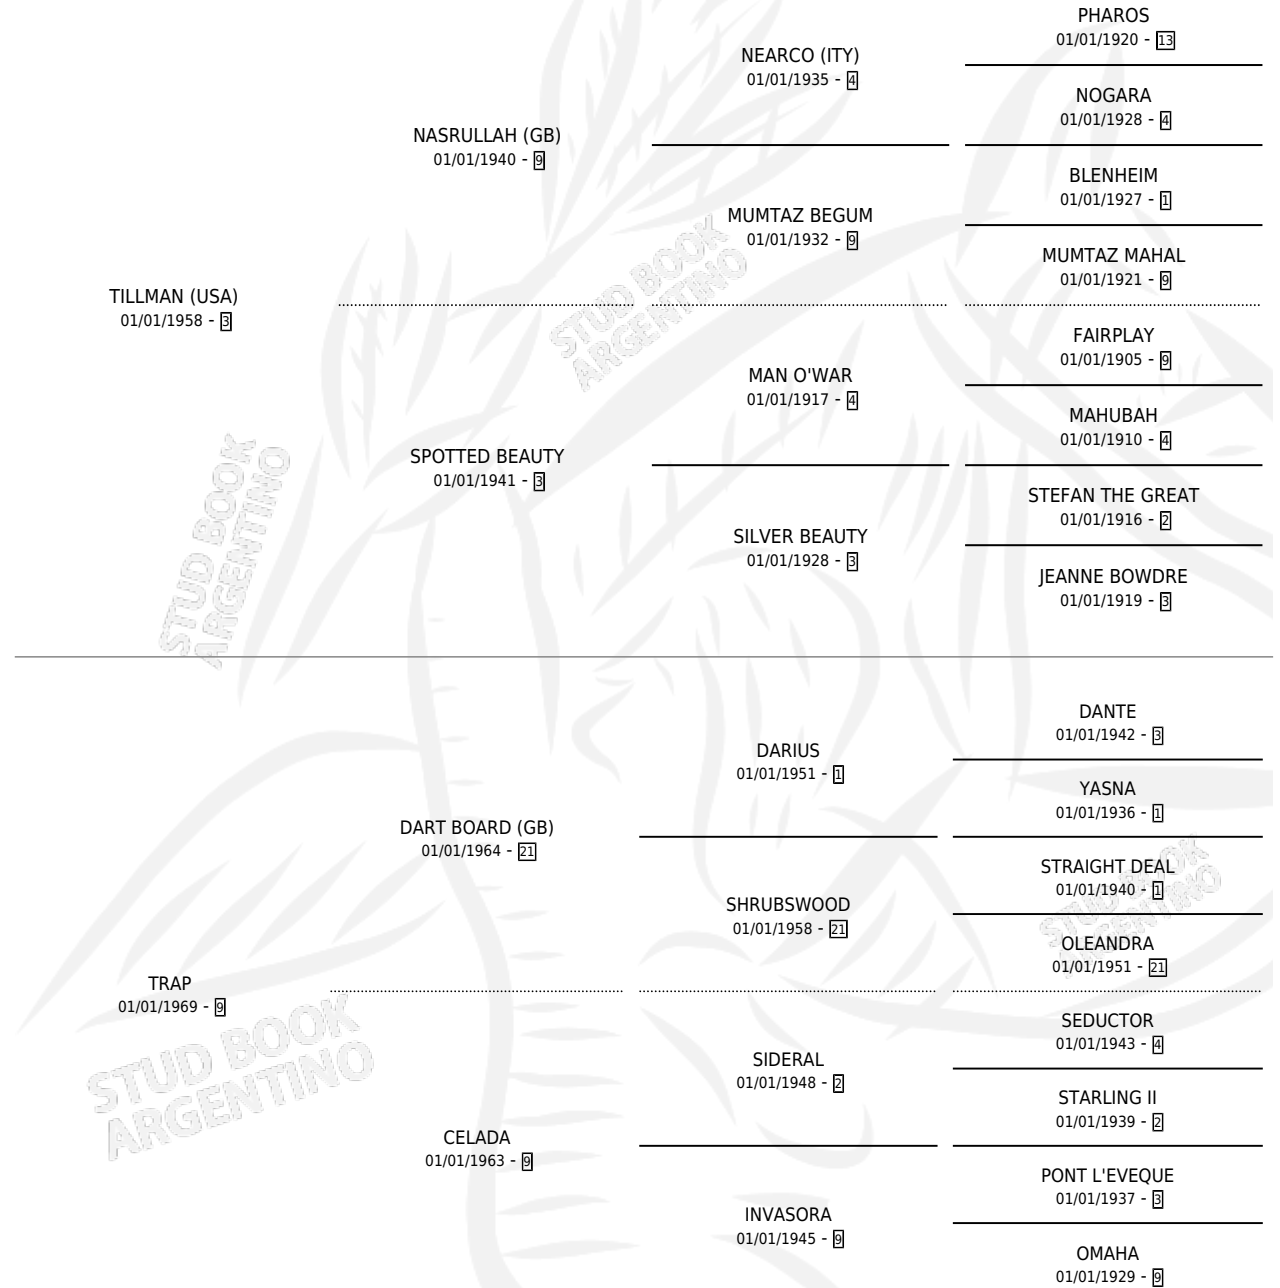 PHAROS
01/01/1920 - 13
NEARCO (ITY)
01/01/1935 - 4
NOGARA
01/01/1928 - 4
NASRULLAH (GB)
01/01/1940 - 9
BLENHEIM
01/01/1927 - 1
MUMTAZ BEGUM
01/01/1932 - 9
MUMTAZ MAHAL
01/01/1921 - 9
TILLMAN (USA)
01/01/1958 - 3
STUD BOOK
ARGENTINO
FAIRPLAY
01/01/1905 - 9
MAN O'WAR
01/01/1917 - 4
MAHUBAH
01/01/1910 - 4
SPOTTED BEAUTY
01/01/1941 - 3
STEFAN THE GREAT
01/01/1916 - 2
SILVER BEAUTY
01/01/1928 - 3
JEANNE BOWDRE
01/01/1919 - 3
STUD BOOK
ARGENTINO
DANTE
01/01/1942 - 3
DARIUS
01/01/1951 - 1
YASNA
01/01/1936 - 1
DART BOARD (GB)
01/01/1964 - 21
STRAIGHT DEAL
01/01/1940 - 1
SHRUBSWOOD
01/01/1958 - 21
STUD BOOK
ARGENTINO
OLEANDRA
01/01/1951 - 21
TRAP
01/01/1969 - 9
SEDUCTOR
01/01/1943 - 4
STUD BOOK
ARGENTINO
SIDERAL
01/01/1948 - 2
STARLING II
01/01/1939 - 2
CELADA
01/01/1963 - 9
PONT L'EVEQUE
01/01/1937 - 3
INVASORA
01/01/1945 - 9
OMAHA
01/01/1929 - 9